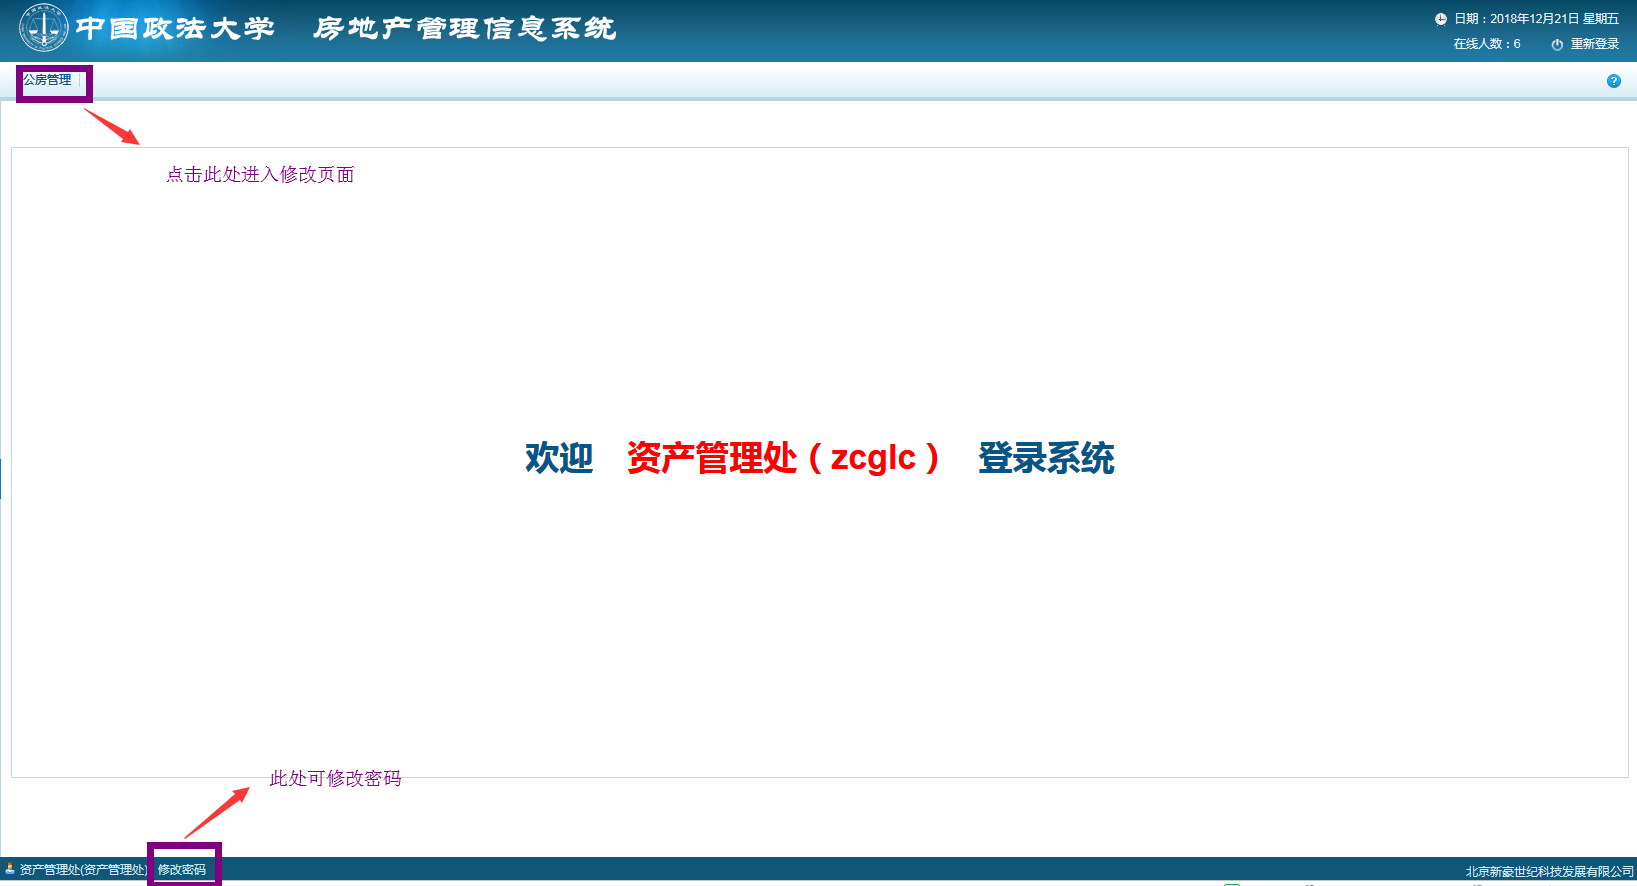 中国政法大学 房地产管理信息系统
日期：2018年12月21日 星期五
在线人数：6 重新登录
公房管理
点击此处进入修改页面
欢迎 资产管理处（zcglc） 登录系统
此处可修改密码
资产管理处(资产管理处) 修改密码
北京新豪世纪科技发展有限公司